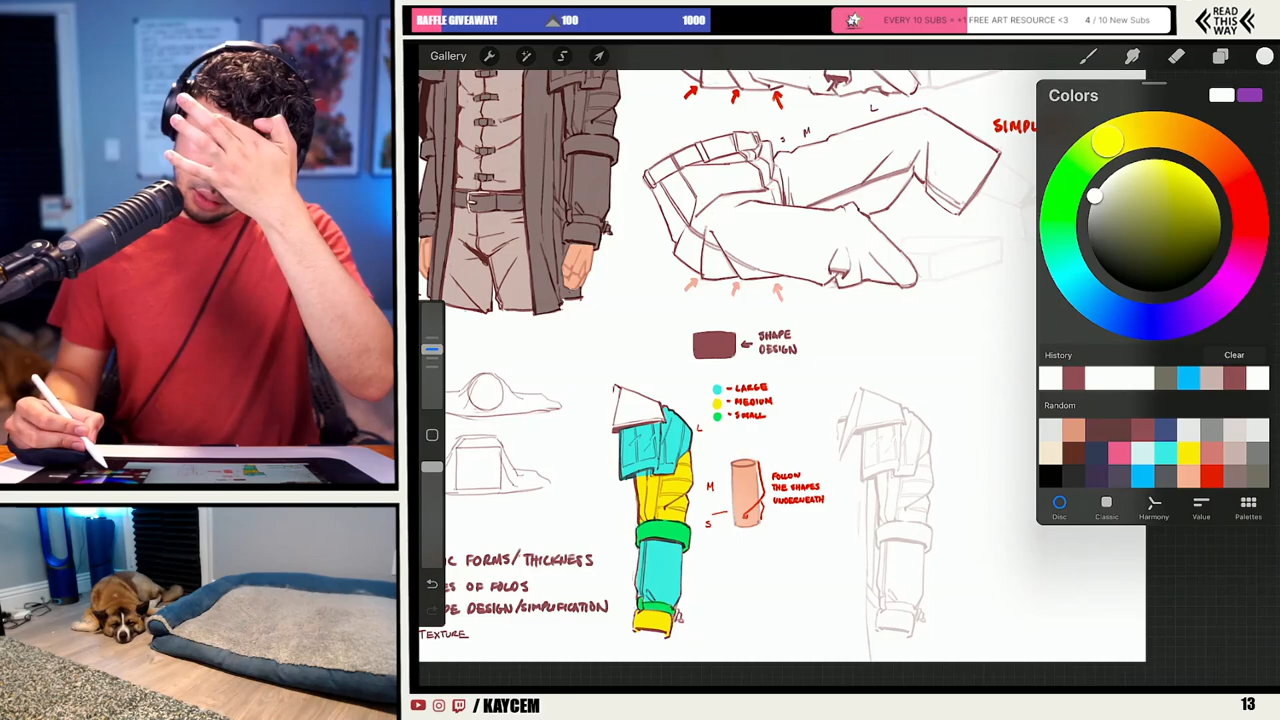 RAFFLE GIVEAWAY!
100
1000
EVERY 10 SUBS = +1 FREE ART RESOURCE <3
4 / 10 New Subs
READ
THIS
WAY
Gallery
Colors
L
M
S
SHAPE
DESIGN
- LARGE
- MEDIUM
- SMALL
L
M
S
FOLLOW
THE SHAPES
UNDERNEATH
FORMS/THICKNESS
OF FOLDS
DESIGN/SIMPLIFICATION
TEXTURE
History
Clear
Random
Disc
Classic
Harmony
Value
Palettes
/ KAYCEM
13